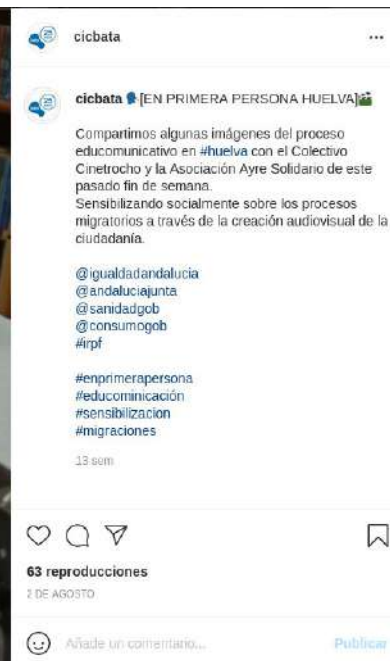 cicbata
cicbata [EN PRIMERA PERSONA HUELVA]
Compartimos algunas imágenes del proceso
educomunicativo en #huelva con el Colectivo
Cinetrocho y la Asociación Ayre Solidario de este
pasado fin de semana.
Sensibilizando socialmente sobre los procesos
migratorios a través de la creación audiovisual de la
ciudadanía.
@igualdadandalucia
@andaluciajunta
@sanidadgob
@consumogob
#irpf
#enprimerapersona
#educominicación
#sensibilizacion
#migraciones
13 sem
63 reproducciones
2 DE AGOSTO
Añade un comentario...
Publicar